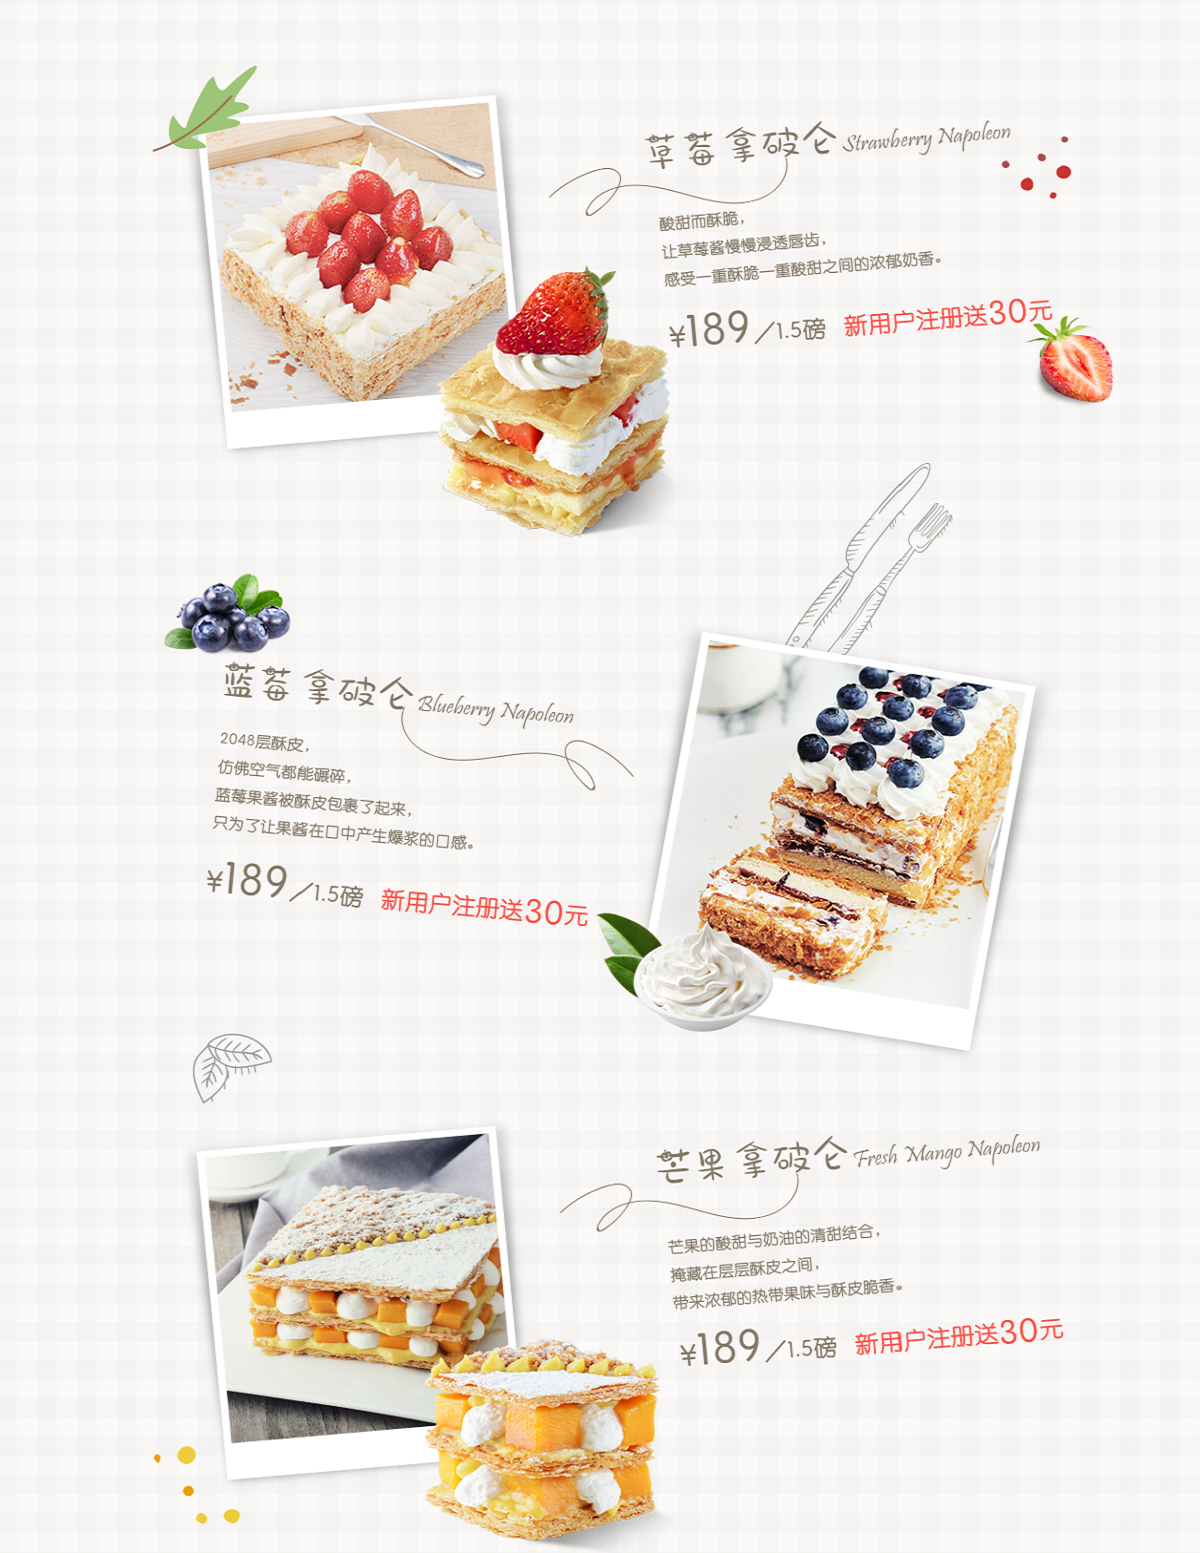 草莓 拿破仑 Strawberry Napoleon
酸甜而酥脆，
让草莓酱慢慢浸透唇齿，
感受一重酥脆一重酸甜之间的浓郁奶香。
¥189／1.5磅 新用户注册送30元
蓝莓 拿破仑 Blueberry Napoleon
2048层酥皮，
仿佛空气都能碾碎，
蓝莓果酱被酥皮包裹了起来，
只为了让果酱在口中产生爆浆的口感。
¥189／1.5磅 新用户注册送30元
芒果 拿破仑 Fresh Mango Napoleon
芒果的酸甜与奶油的清甜结合，
掩藏在层层酥皮之间，
带来浓郁的热带果味与酥皮脆香。
¥189／1.5磅 新用户注册送30元